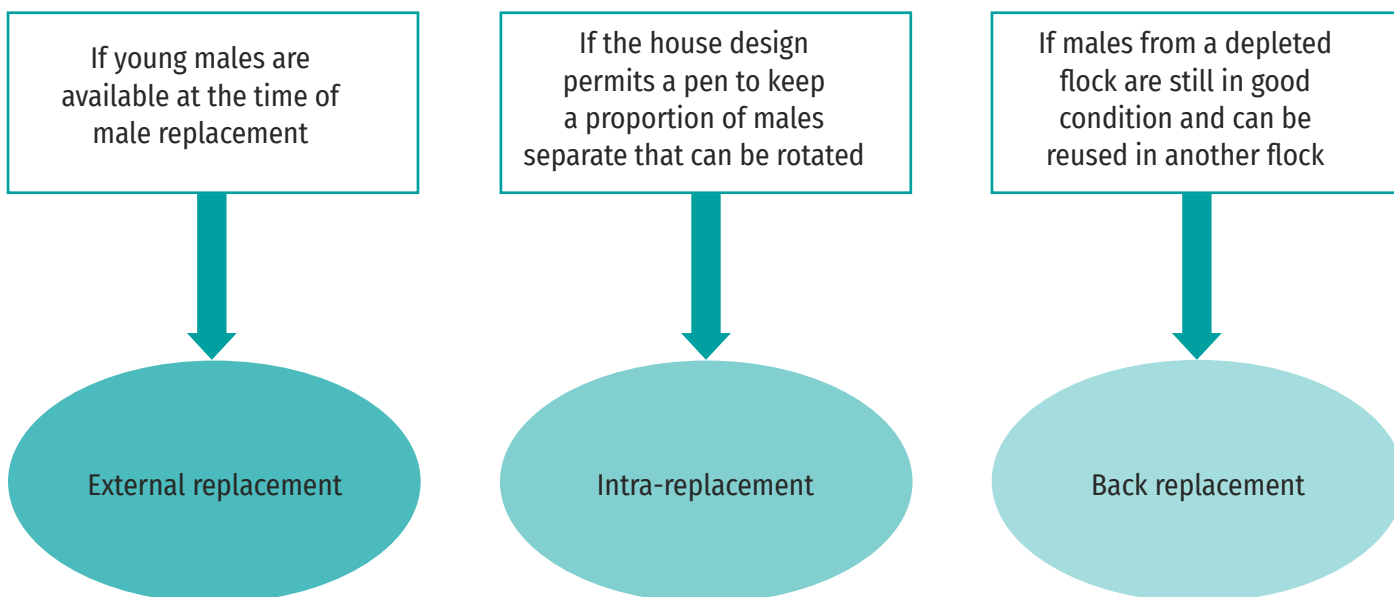 If young males are
available at the time of
male replacement
If the house design
permits a pen to keep
a proportion of males
separate that can be rotated
If males from a depleted
flock are still in good
condition and can be
reused in another flock
External replacement
Intra-replacement
Back replacement